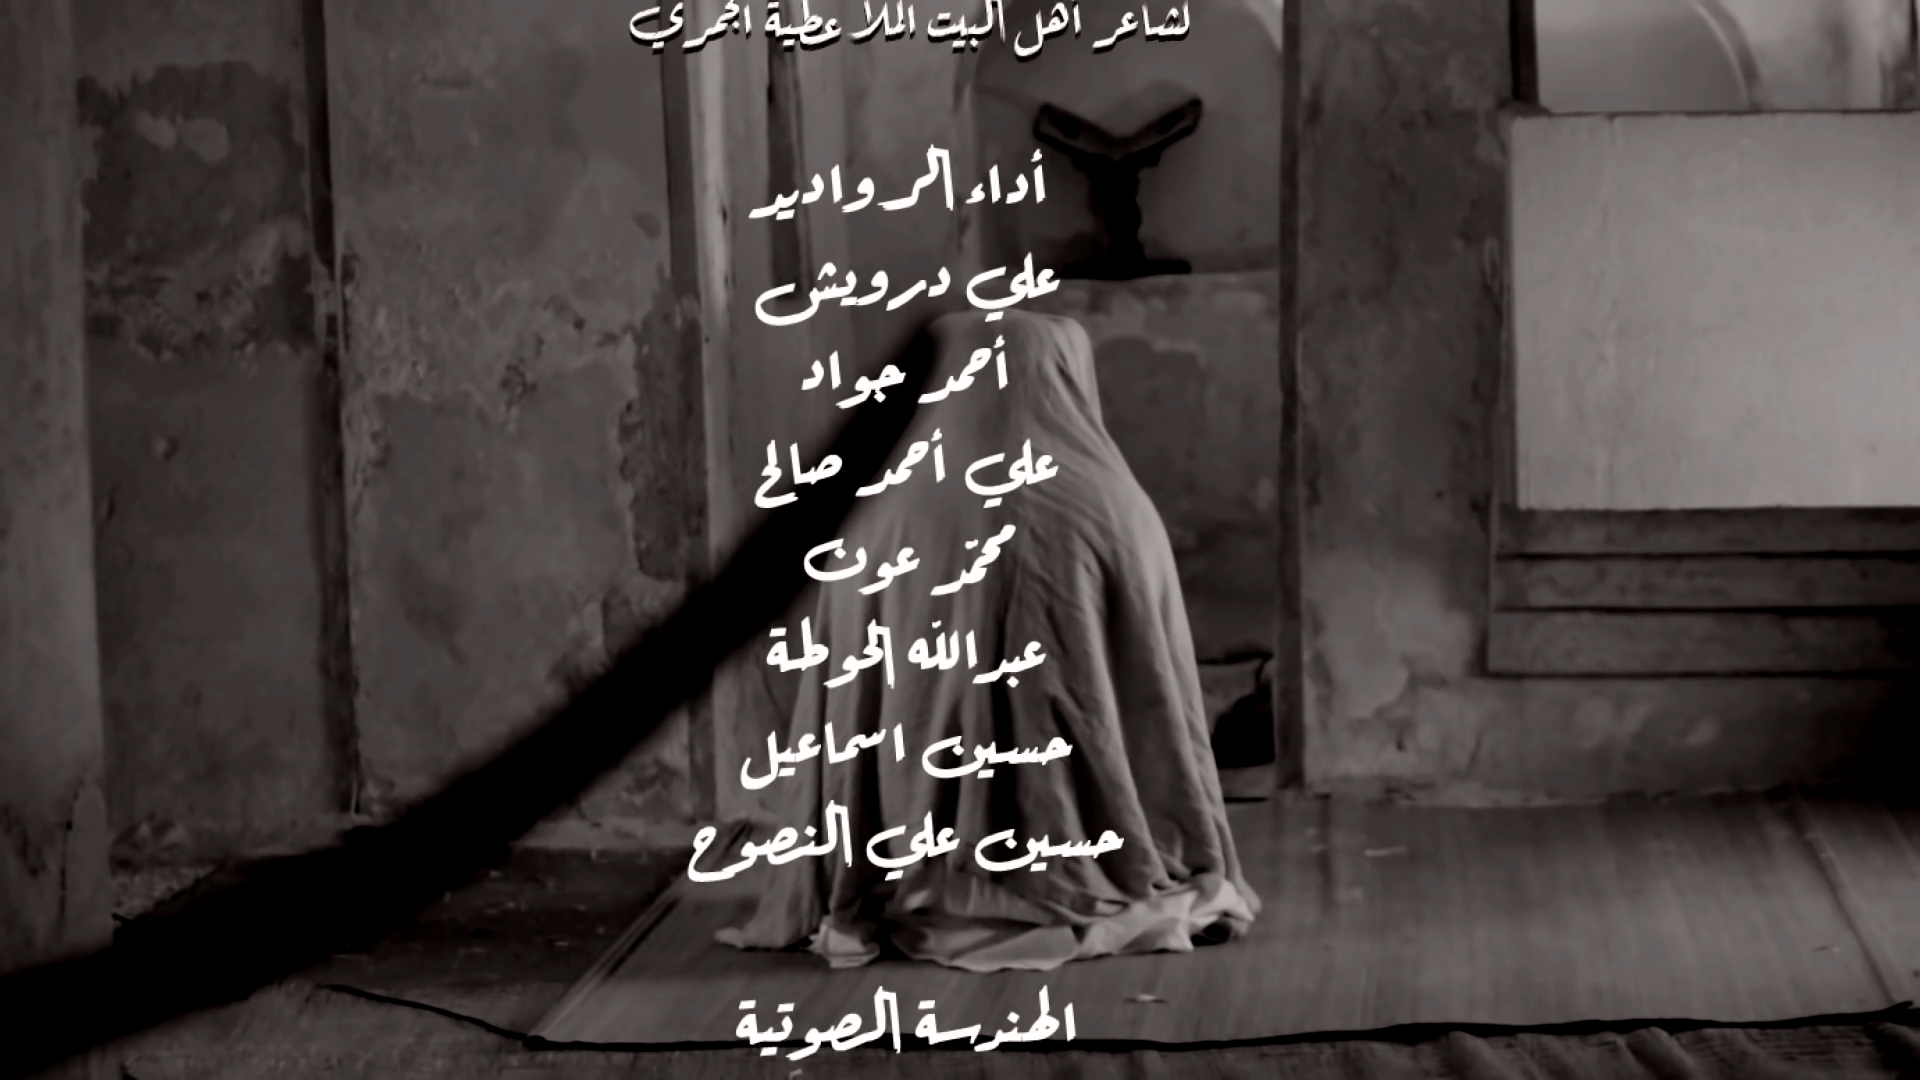 لشاعر أهل البيت الملا عطية الجمري
أداء الرواديد
علي درويش
أحمد جواد
علي أحمد صالح
محمّد عون
عبدالله الحوطة
حسين اسماعيل
حسين علي النصوح
الهندسة الصوتية